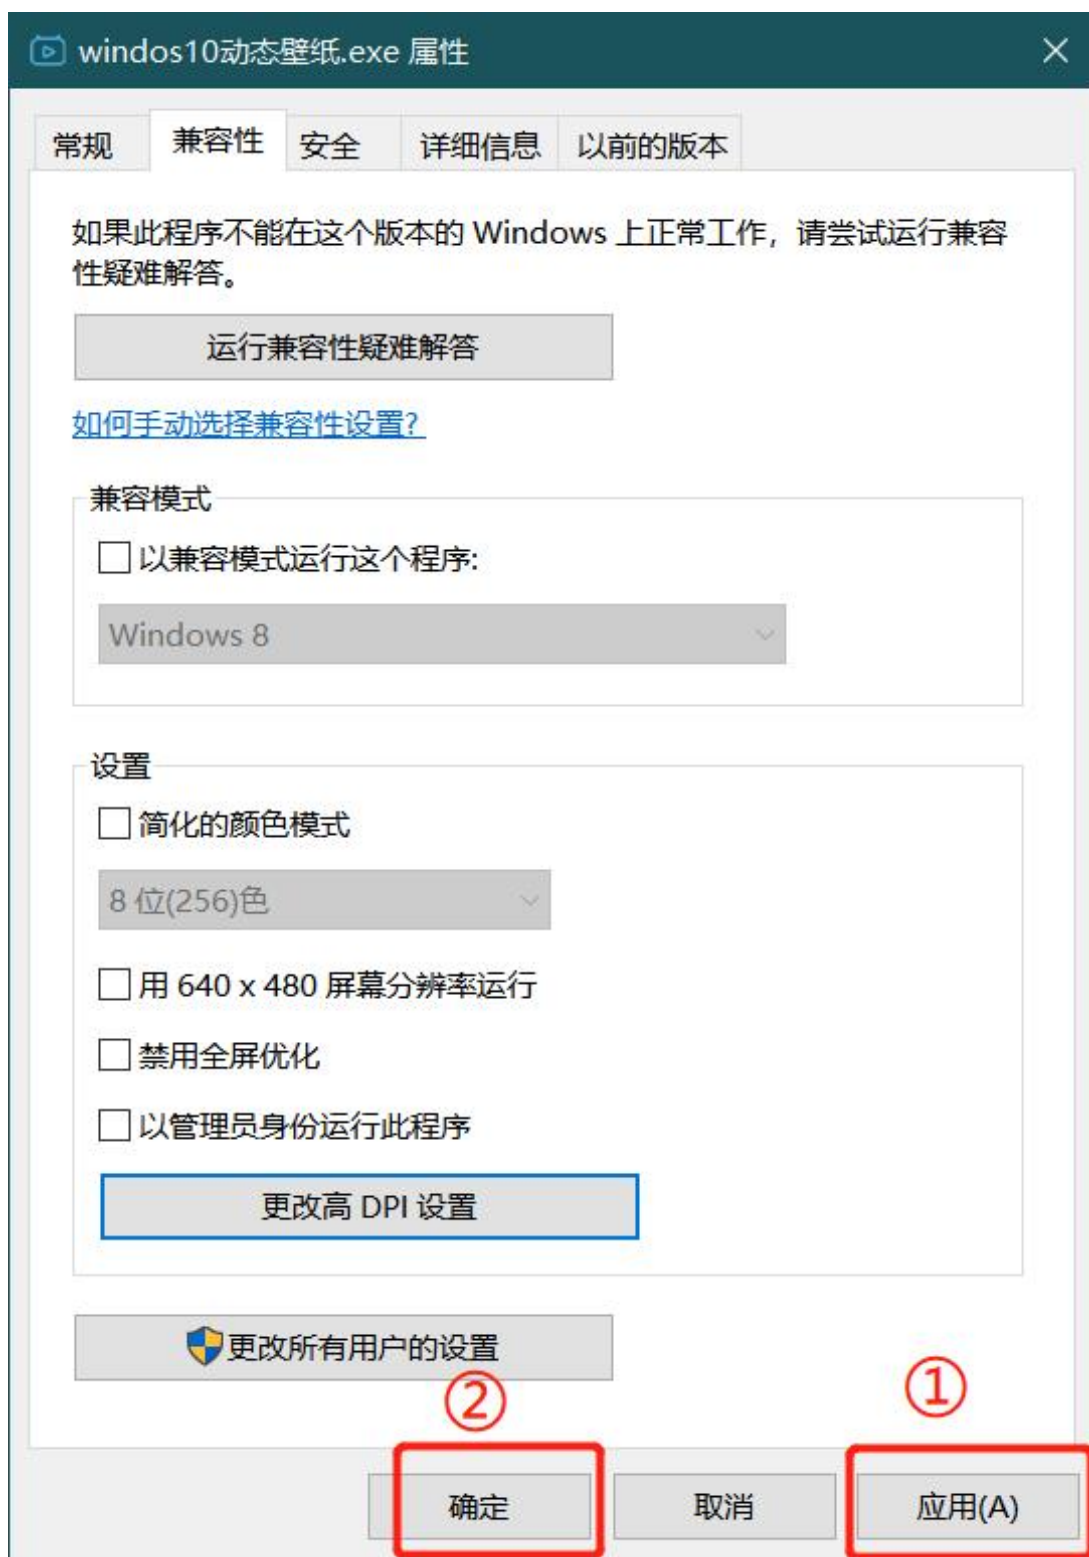 windos10动态壁纸.exe 属性
常规 兼容性 安全 详细信息 以前的版本
如果此程序不能在这个版本的 Windows 上正常工作，请尝试运行兼容
性疑难解答。
运行兼容性疑难解答
如何手动选择兼容性设置?
兼容模式
以兼容模式运行这个程序:
Windows 8
设置
简化的颜色模式
8 位(256)色
用 640 x 480 屏幕分辨率运行
禁用全屏优化
以管理员身份运行此程序
更改高 DPI 设置
更改所有用户的设置
② ①
确定 取消 应用(A)